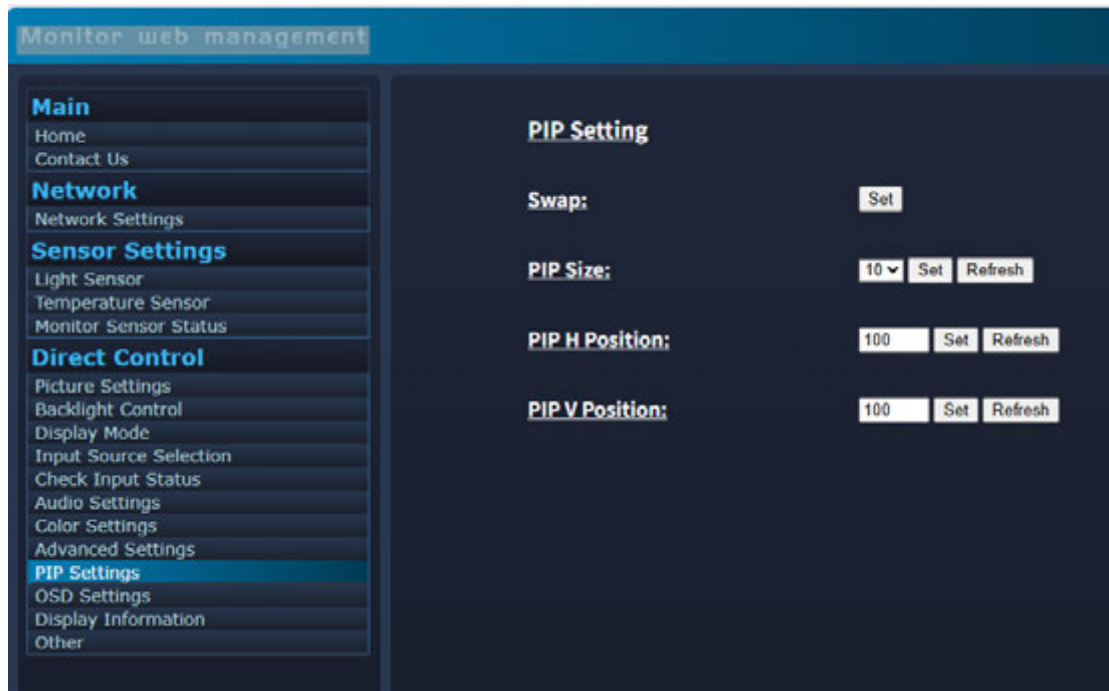 Monitor web management
Main
Home
Contact Us
Network
Network Settings
Sensor Settings
Light Sensor
Temperature Sensor
Monitor Sensor Status
Direct Control
Picture Settings
Backlight Control
Display Mode
Input Source Selection
Check Input Status
Audio Settings
Color Settings
Advanced Settings
PIP Settings
OSD Settings
Display Information
Other
PIP Setting
Swap: Set
PIP Size: 10 Set Refresh
PIP H Position: 100 Set Refresh
PIP V Position: 100 Set Refresh